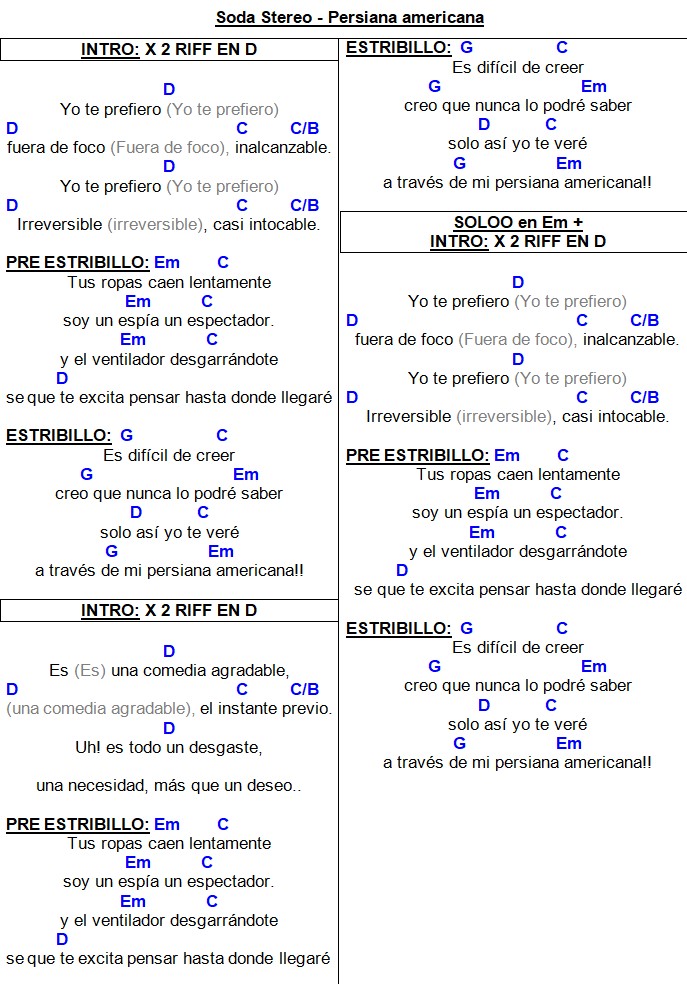 Soda Stereo - Persiana americana
INTRO: X 2 RIFF EN D
D
Yo te prefiero (Yo te prefiero)
D C C/B
fuera de foco (Fuera de foco), inalcanzable.
D
Yo te prefiero (Yo te prefiero)
D C C/B
Irreversible (irreversible), casi intocable.
PRE ESTRIBILLO: Em C
Tus ropas caen lentamente
Em C
soy un espía un espectador.
Em C
y el ventilador desgarrándote
D
se que te excita pensar hasta donde llegaré
ESTRIBILLO: G C
Es difícil de creer
G Em
creo que nunca lo podré saber
D C
solo así yo te veré
G Em
a través de mi persiana americana!!
INTRO: X 2 RIFF EN D
D
Es (Es) una comedia agradable,
D C C/B
(una comedia agradable), el instante previo.
D
Uh! es todo un desgaste,
una necesidad, más que un deseo..
PRE ESTRIBILLO: Em C
Tus ropas caen lentamente
Em C
soy un espía un espectador.
Em C
y el ventilador desgarrándote
D
se que te excita pensar hasta donde llegaré
ESTRIBILLO: G C
Es difícil de creer
G Em
creo que nunca lo podré saber
D C
solo así yo te veré
G Em
a través de mi persiana americana!!
SOLOO en Em +
INTRO: X 2 RIFF EN D
D
Yo te prefiero (Yo te prefiero)
D C C/B
fuera de foco (Fuera de foco), inalcanzable.
D
Yo te prefiero (Yo te prefiero)
D C C/B
Irreversible (irreversible), casi intocable.
PRE ESTRIBILLO: Em C
Tus ropas caen lentamente
Em C
soy un espía un espectador.
Em C
y el ventilador desgarrándote
D
se que te excita pensar hasta donde llegaré
ESTRIBILLO: G C
Es difícil de creer
G Em
creo que nunca lo podré saber
D C
solo así yo te veré
G Em
a través de mi persiana americana!!